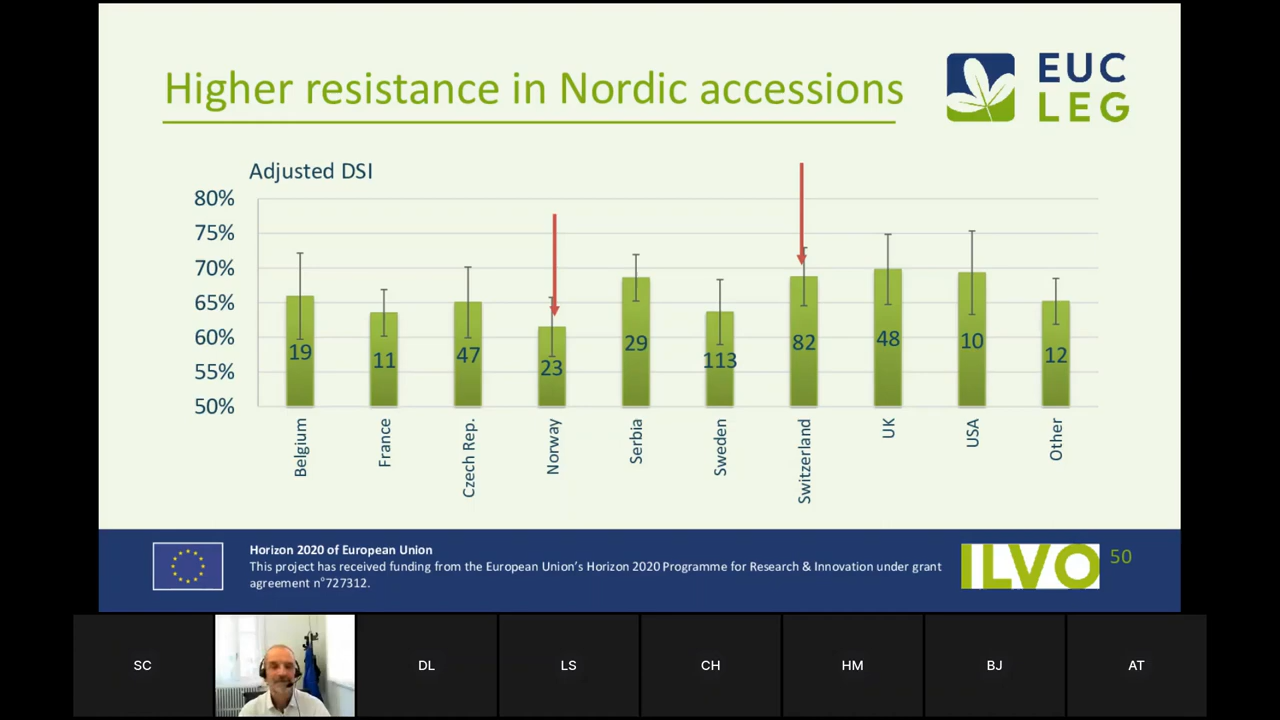 Higher resistance in Nordic accessions
EUC
LEG
Adjusted DSI
80%
75%
70%
65%
60%
55%
50%
19
11
47
23
29
113
82
48
10
12
Belgium
France
Czech Rep.
Norway
Serbia
Sweden
Switzerland
UK
USA
Other
Horizon 2020 of European Union
This project has received funding from the European Union’s Horizon 2020 Programme for Research & Innovation under grant
agreement n°727312.
ILVO
50
SC
DL
LS
CH
HM
BJ
AT